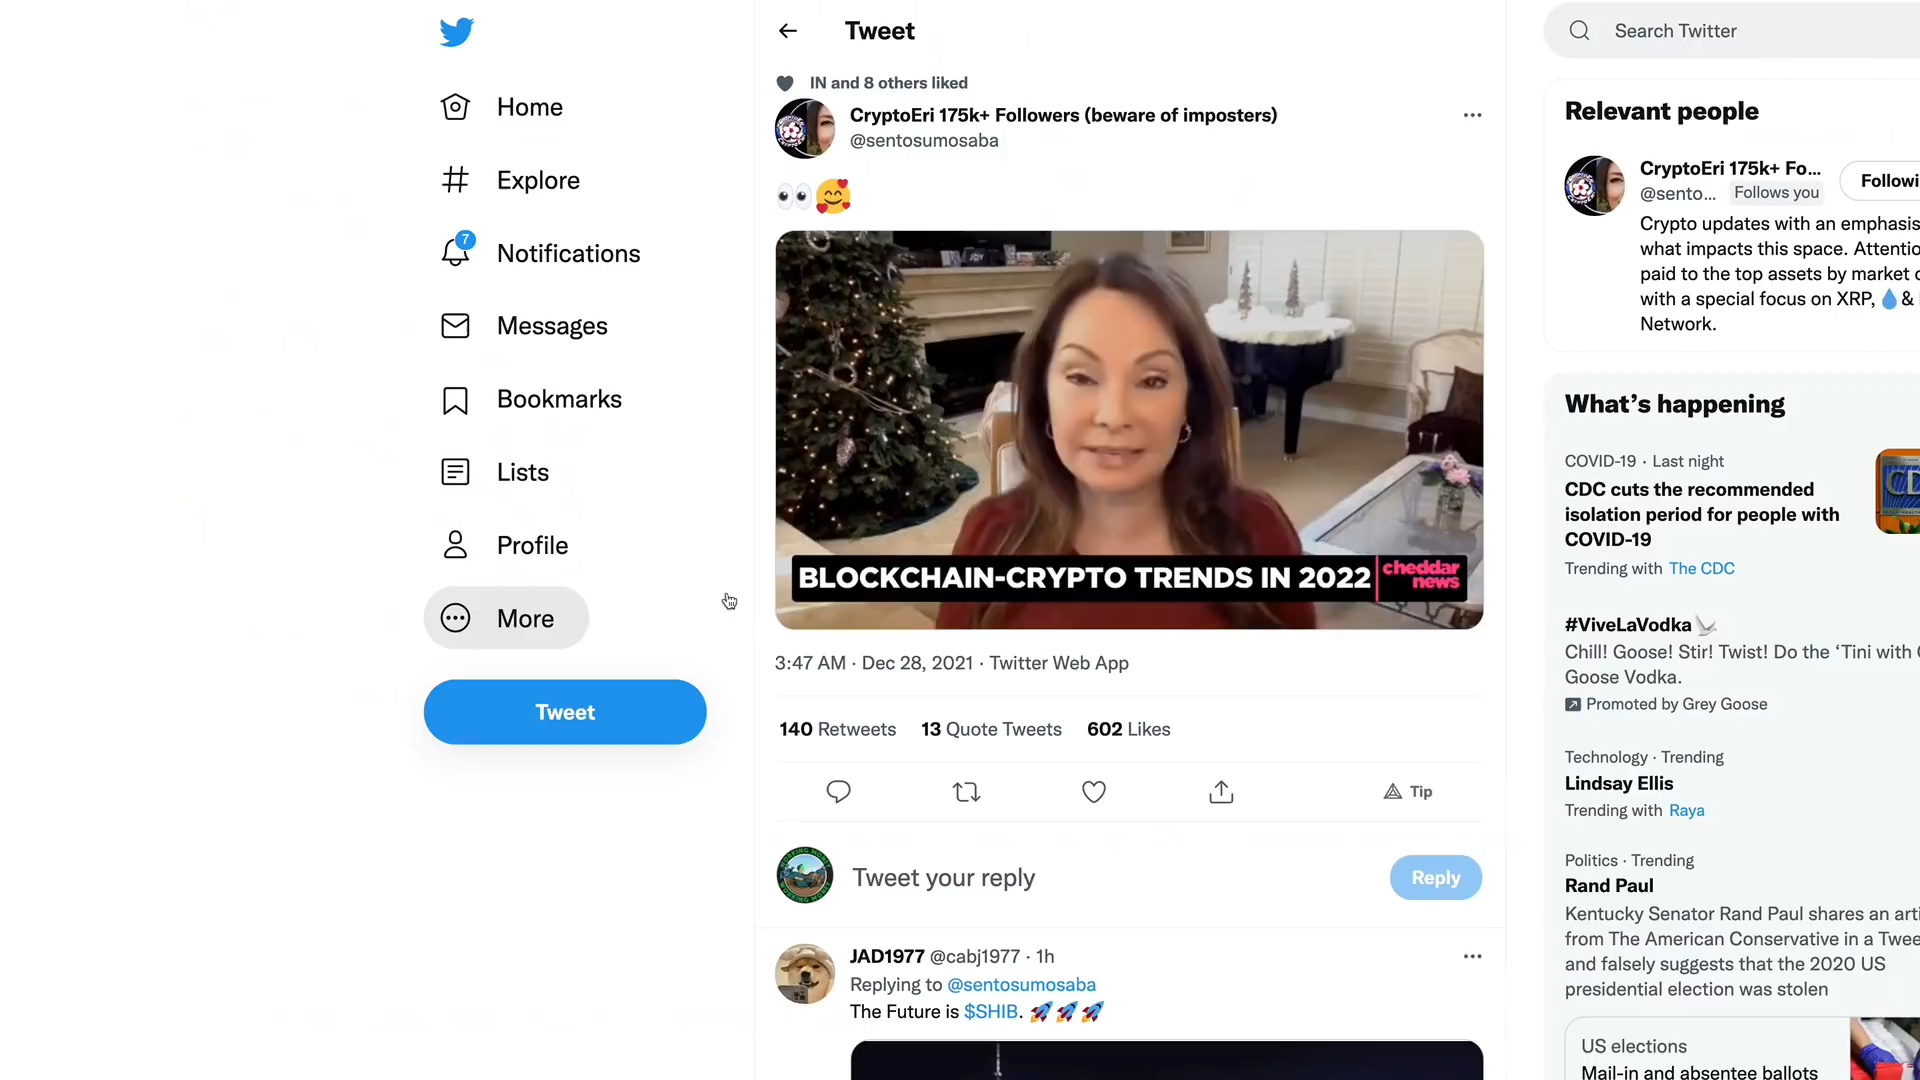 Home
Explore
7
Notifications
Messages
Bookmarks
Lists
Profile
More
Tweet
Tweet
IN and 8 others liked
CryptoEri 175k+ Followers (beware of imposters)
@sentosumosaba
👀🥰
JOY
BLOCKCHAIN-CRYPTO TRENDS IN 2022
cheddar
news
3:47 AM · Dec 28, 2021 · Twitter Web App
140 Retweets 13 Quote Tweets 602 Likes
Tip
Tweet your reply
Reply
JAD1977 @cabj1977 · 1h
Replying to @sentosumosaba
The Future is $SHIB. 🚀🚀🚀
Search Twitter
Relevant people
CryptoEri 175k+ Fo...
@sento... Follows you
Followi
Crypto updates with an emphasis
what impacts this space. Attentio
paid to the top assets by market
with a special focus on XRP, 💧&
Network.
What's happening
COVID-19 · Last night
CDC cuts the recommended
isolation period for people with
COVID-19
Trending with The CDC
#ViveLaVodka
Chill! Goose! Stir! Twist! Do the ‘Tini with
Goose Vodka.
Promoted by Grey Goose
Technology · Trending
Lindsay Ellis
Trending with Raya
Politics · Trending
Rand Paul
Kentucky Senator Rand Paul shares an arti
from The American Conservative in a Twee
and falsely suggests that the 2020 US
presidential election was stolen
US elections
Mail-in and absentee ballots